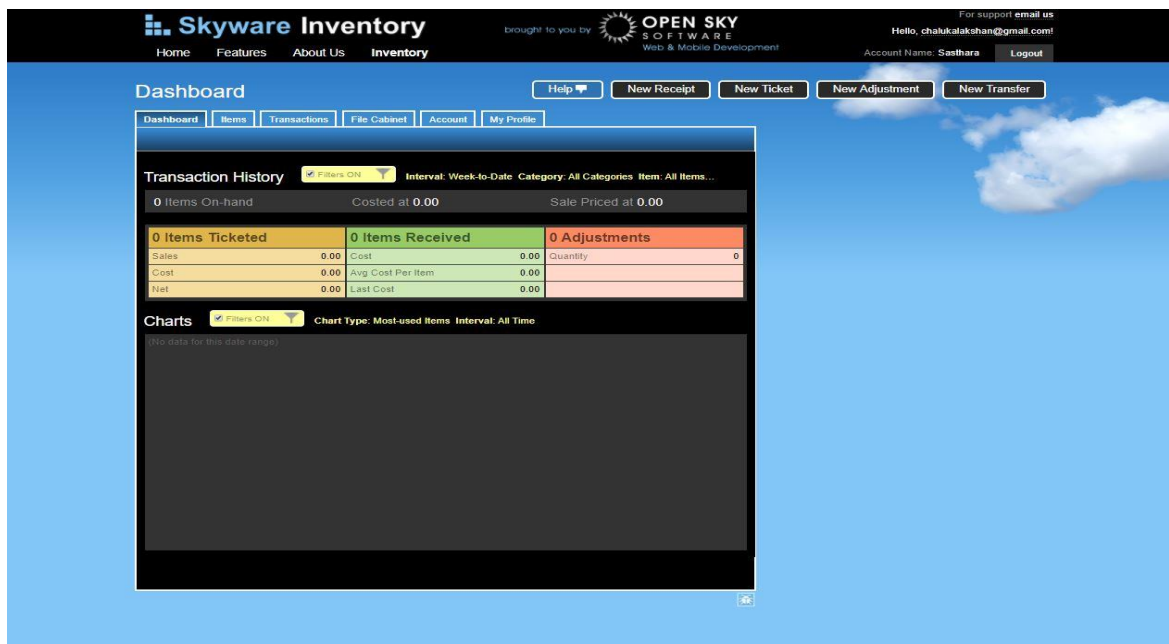 Skyware Inventory
brought to you by OPEN SKY
SOFTWARE
Web & Mobile Development
For support email us
Hello, chalukalakshan@gmail.com!
Home Features About Us Inventory
Account Name: Sasthara Logout
Dashboard
Help New Receipt New Ticket New Adjustment New Transfer
Dashboard Items Transactions File Cabinet Account My Profile
Transaction History Filters ON Interval: Week-to-Date Category: All Categories Item: All Items...
0 Items On-hand Costed at 0.00 Sale Priced at 0.00
0 Items Ticketed 0 Items Received 0 Adjustments
Sales 0.00 Cost 0.00 Quantity 0
Cost 0.00 Avg Cost Per Item 0.00
Net 0.00 Last Cost 0.00
Charts Filters ON Chart Type: Most-used Items Interval: All Time
(No data for this date range)